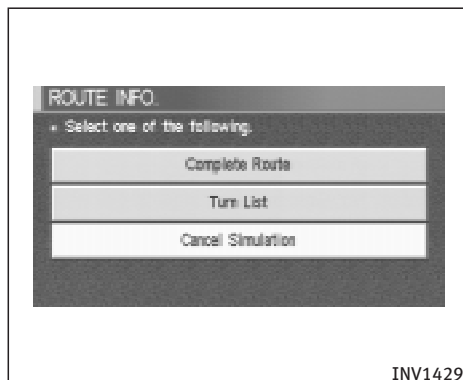 ROUTE INFO.
Select one of the following.
Complete Route
Turn List
Cancel Simulation
INV1429